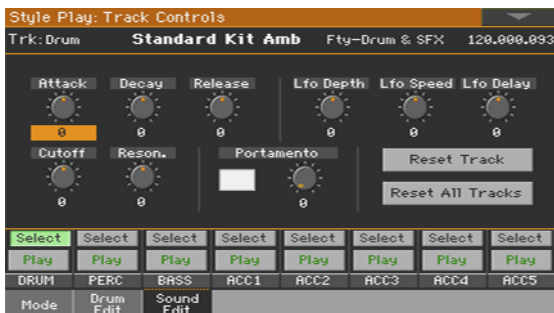 Style Play: Track Controls
Trk: Drum Standard Kit Amb Fty-Drum & SFX 120.000.093
Attack Decay Release Lfo Depth Lfo Speed Lfo Delay
0 0 0 0 0 0
Cutoff Reson. Portamento Reset Track
0 0 0 Reset All Tracks
Select Select Select Select Select Select Select Select
Play Play Play Play Play Play Play Play
DRUM PERC BASS ACC1 ACC2 ACC3 ACC4 ACC5
Mode Drum Edit Sound Edit